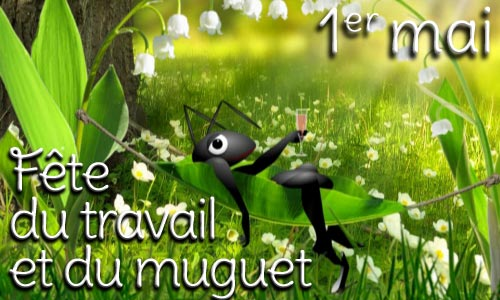 1er mai
Fête
du travail
et du muguet